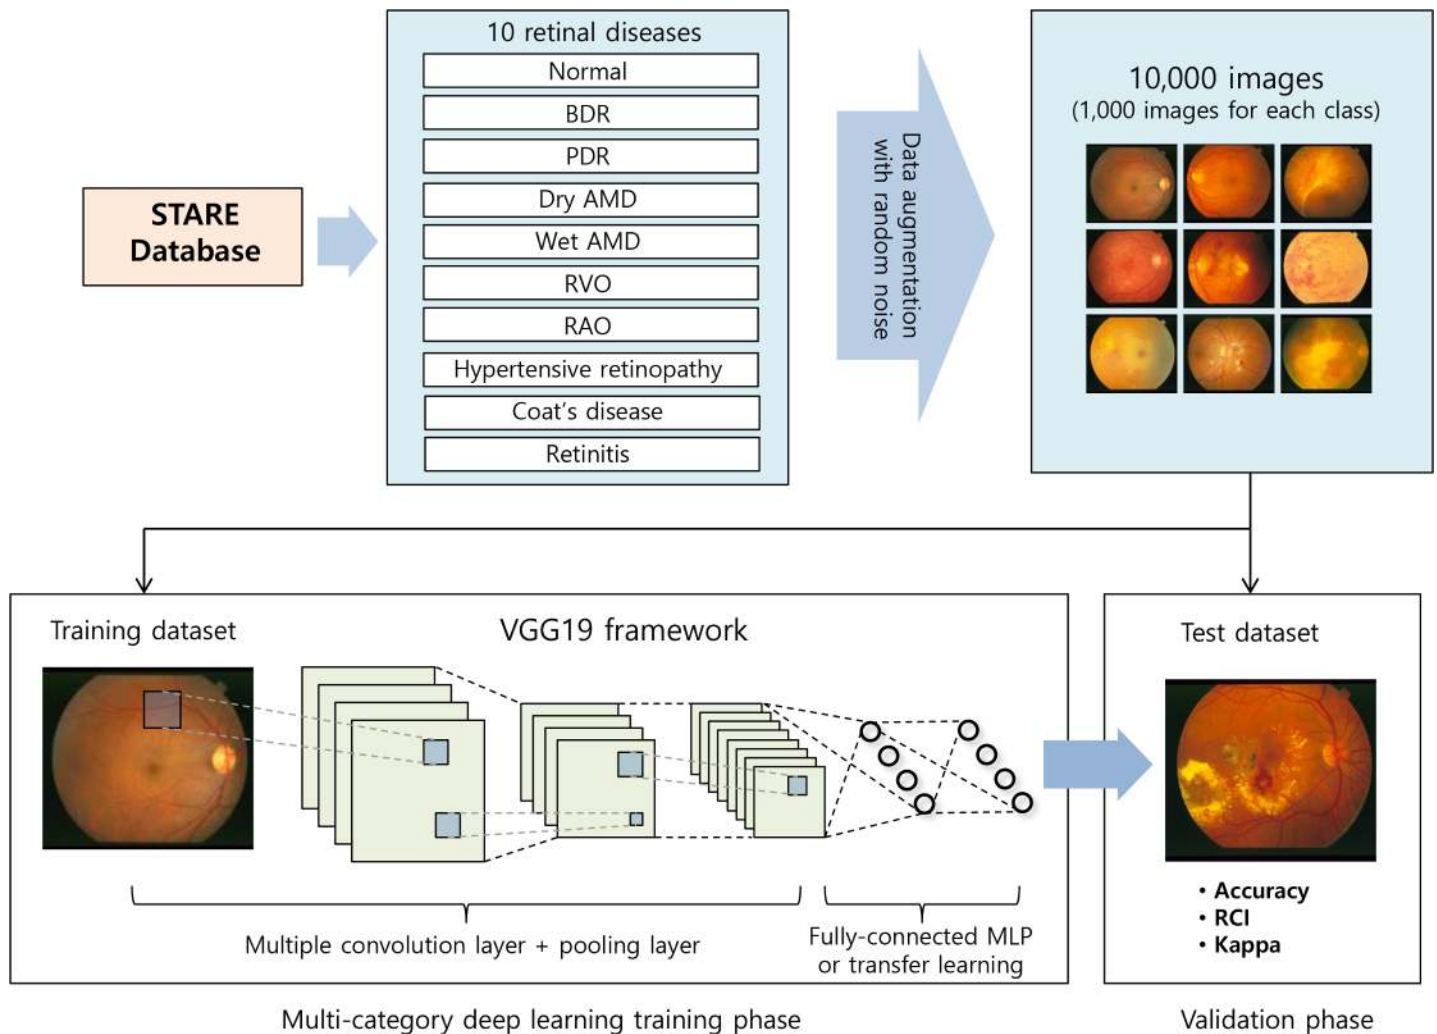 STARE
Database
10 retinal diseases
Normal
BDR
PDR
Dry AMD
Wet AMD
RVO
RAO
Hypertensive retinopathy
Coat's disease
Retinitis
Data augmentation
with random noise
10,000 images
(1,000 images for each class)
Training dataset
VGG19 framework
Multiple convolution layer + pooling layer
Fully-connected MLP
or transfer learning
Multi-category deep learning training phase
Test dataset
• Accuracy
• RCI
• Kappa
Validation phase